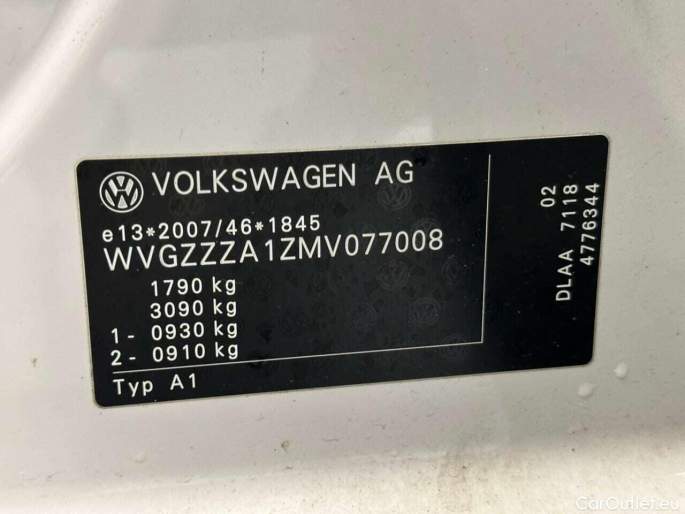 VOLKSWAGEN AG
e13*2007/46*1845
WVGZZZA1ZMV077008
1790 kg
3090 kg
1 - 0930 kg
2 - 0910 kg
Typ A1
02
DLAA 7118
4776344
CarOutlet.eu